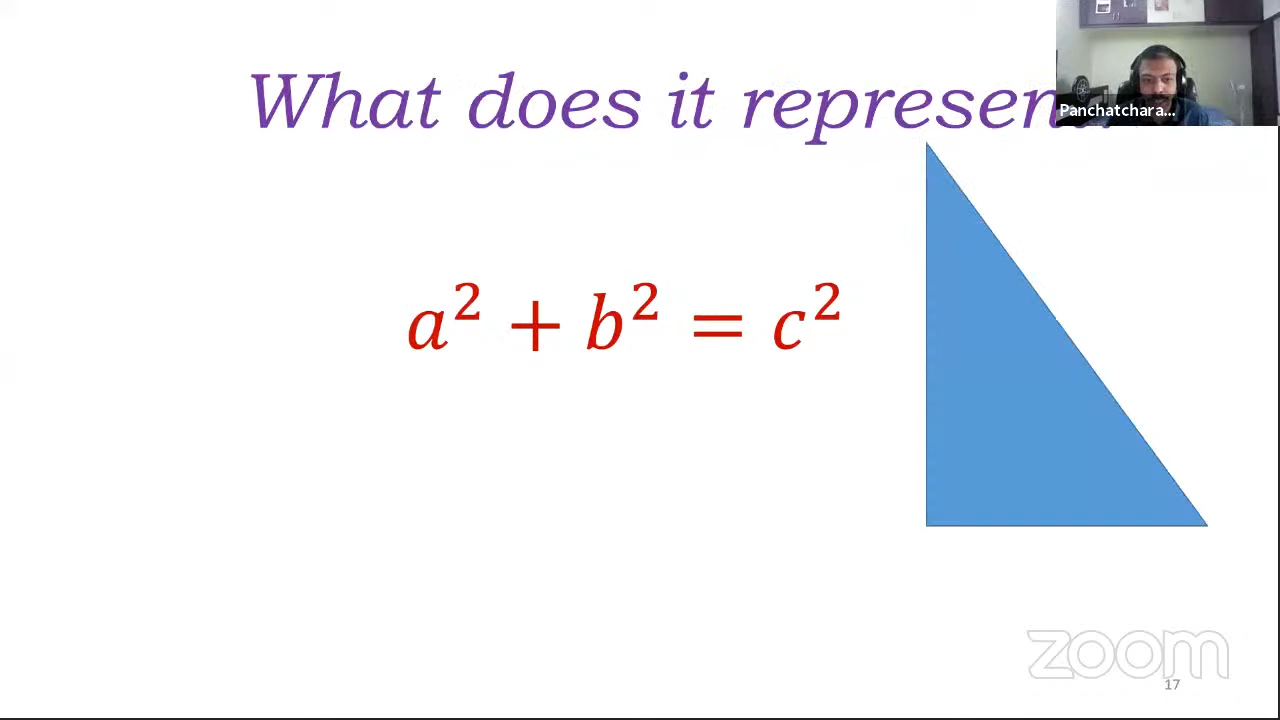 What does it represen
Panchatchara...
a² + b² = c²
zoom
17